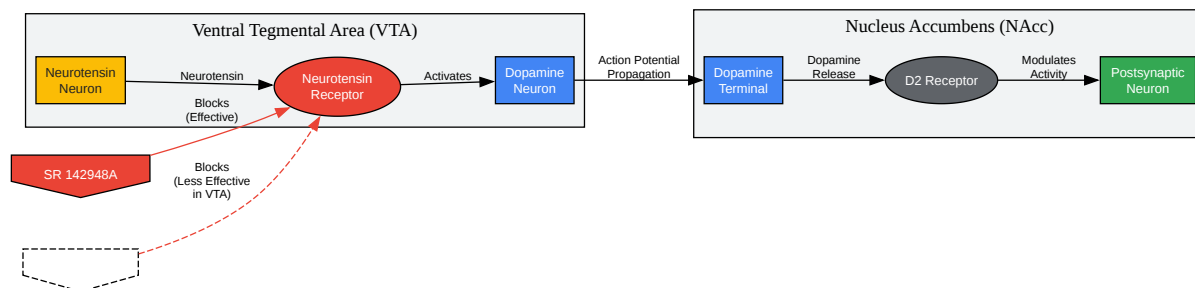 Ventral Tegmental Area (VTA)
Nucleus Accumbens (NAcc)
Neurotensin
Neuron
Neurotensin
Neurotensin
Receptor
Activates
Dopamine
Neuron
Action Potential
Propagation
Dopamine
Terminal
Dopamine
Release
D2 Receptor
Modulates
Activity
Postsynaptic
Neuron
Blocks
(Effective)
SR 142948A
Blocks
(Less Effective
in VTA)